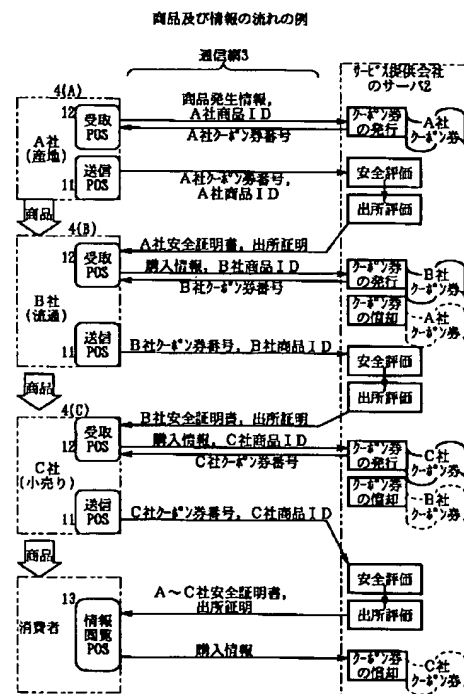 商品及び情報の流れの例
通信網3
サービス提供会社
のサーバ2
4(A)
12
受取
POS
A社
(産地)
送信
POS
11
商品発生情報,
A社商品ID
A社クーポン券番号
クーポン券
の発行
A社
クーポン券
A社クーポン券番号,
A社商品ID
安全評価
出所評価
商品
4(B)
12
受取
POS
B社
(流通)
送信
POS
11
A社安全証明書, 出所証明
購入情報, B社商品ID
B社クーポン券番号
クーポン券
の発行
B社
クーポン券
クーポン券
の償却
A社
クーポン券
B社クーポン券番号, B社商品ID
安全評価
出所評価
商品
4(C)
12
受取
POS
C社
(小売り)
送信
POS
11
B社安全証明書, 出所証明
購入情報, C社商品ID
C社クーポン券番号
クーポン券
の発行
C社
クーポン券
クーポン券
の償却
B社
クーポン券
C社クーポン券番号, C社商品ID
安全評価
出所評価
商品
13
消費者
情報
閲覧
POS
A～C社安全証明書,
出所証明
購入情報
クーポン券
の償却
C社
クーポン券